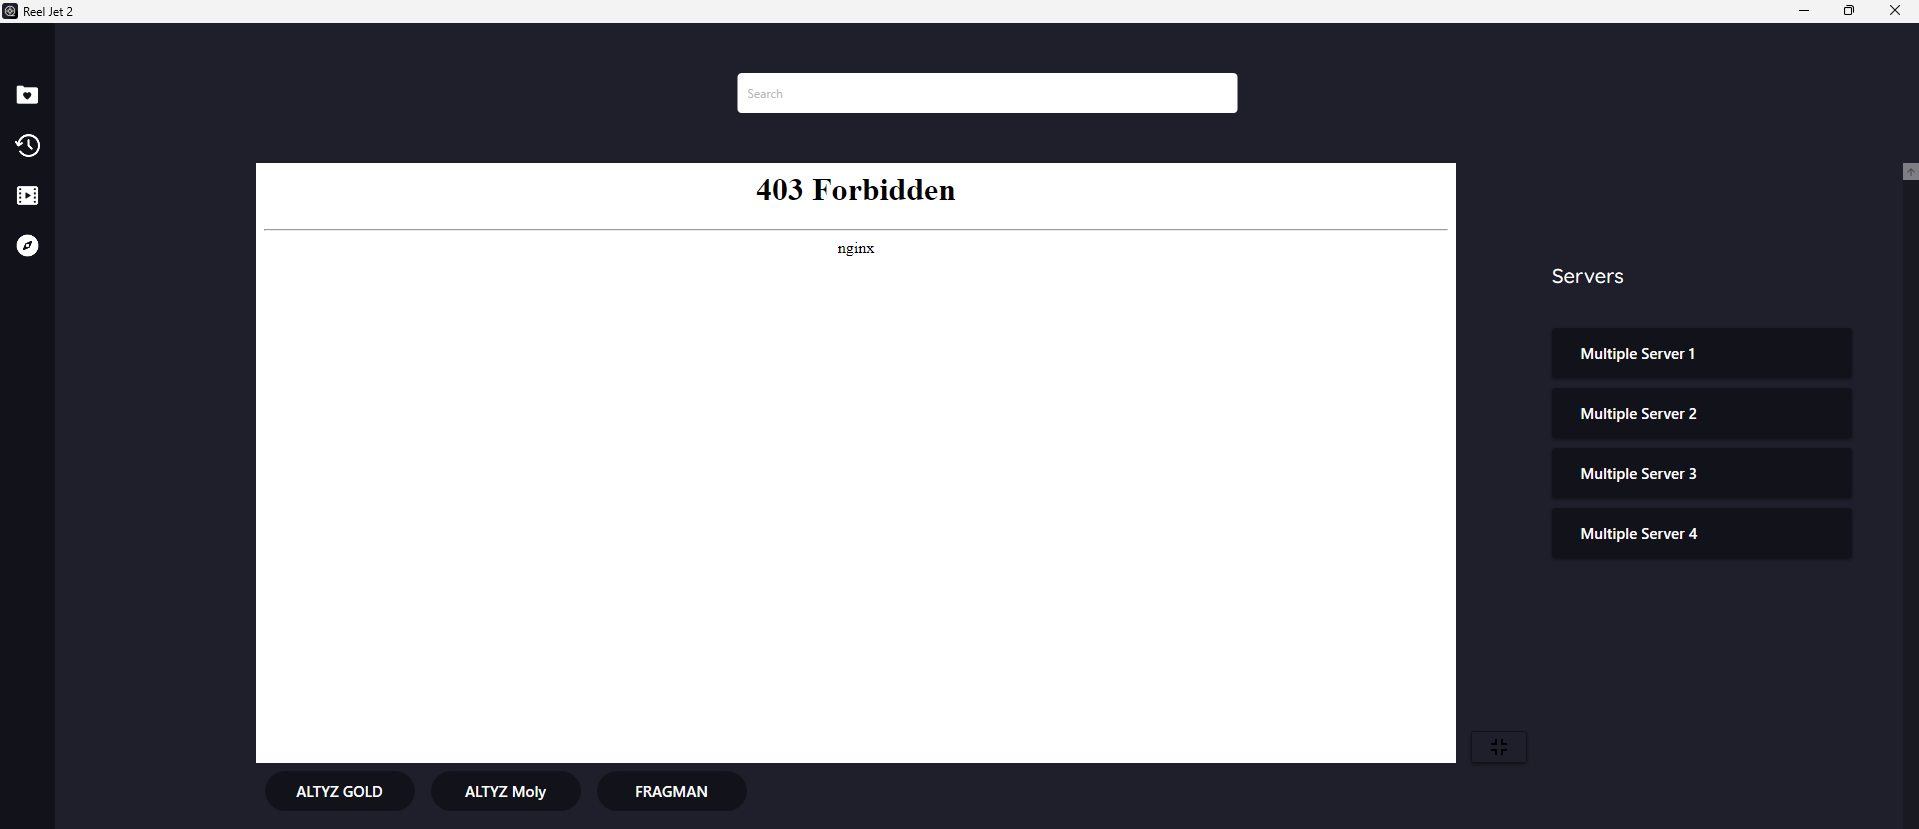 Reel Jet 2
Search
403 Forbidden
nginx
Servers
Multiple Server 1
Multiple Server 2
Multiple Server 3
Multiple Server 4
ALTYZ GOLD
ALTYZ Moly
FRAGMAN